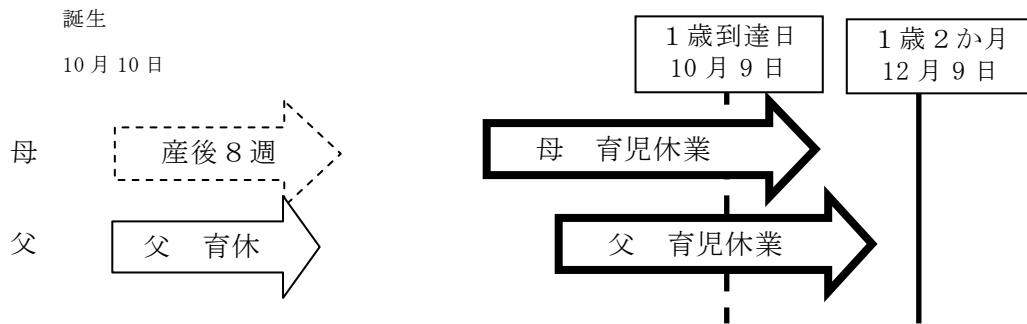 誕生
10月10日
１歳到達日
10月9日
１歳２か月
12月9日
母
産後８週
母　育児休業
父
父　育休
父　育児休業